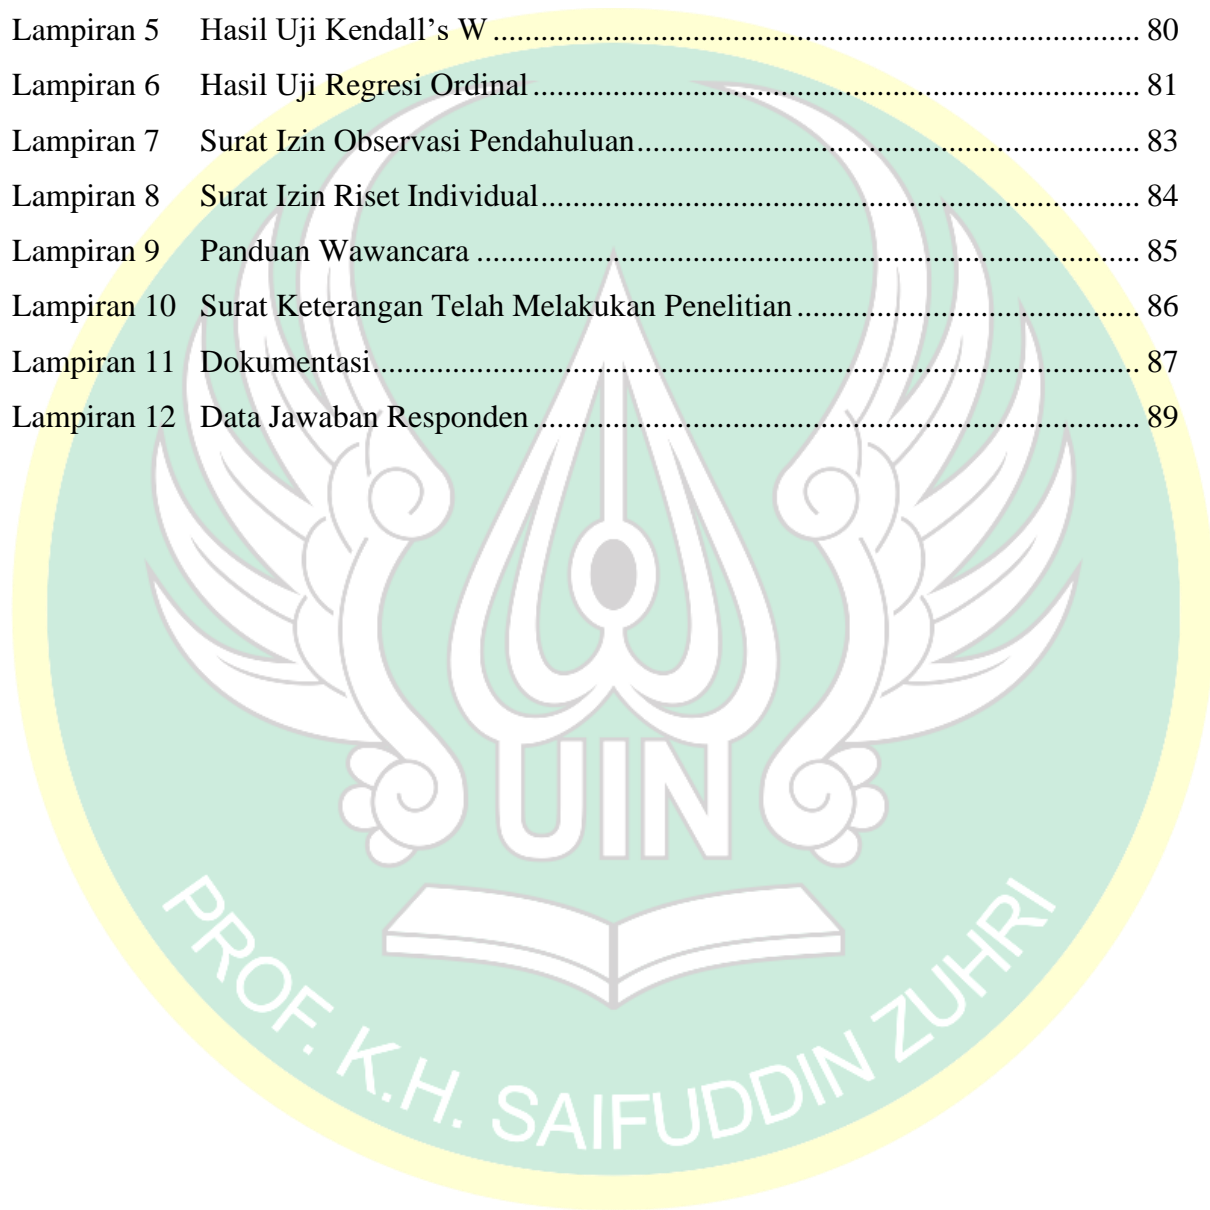 Lampiran 5 Hasil Uji Kendall’s W ................................................................................. 80
Lampiran 6 Hasil Uji Regresi Ordinal ............................................................................ 81
Lampiran 7 Surat Izin Observasi Pendahuluan............................................................... 83
Lampiran 8 Surat Izin Riset Individual........................................................................... 84
Lampiran 9 Panduan Wawancara ................................................................................... 85
Lampiran 10 Surat Keterangan Telah Melakukan Penelitian ........................................... 86
Lampiran 11 Dokumentasi................................................................................................ 87
Lampiran 12 Data Jawaban Responden ............................................................................ 89
UIN
PROF. K.H. SAIFUDDIN ZUHRI